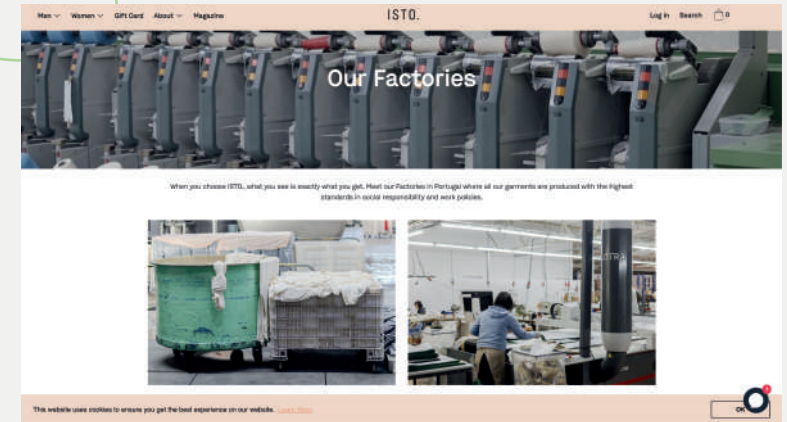 Men Women Gift Card About Magazine ISTO. Log in Search 0
Our Factories
When you choose ISTO., what you see is exactly what you get. Meet our Factories in Portugal where all our garments are produced with the highest
standards in social responsibility and work policies.
This website uses cookies to ensure you get the best experience on our website. Learn More
OK